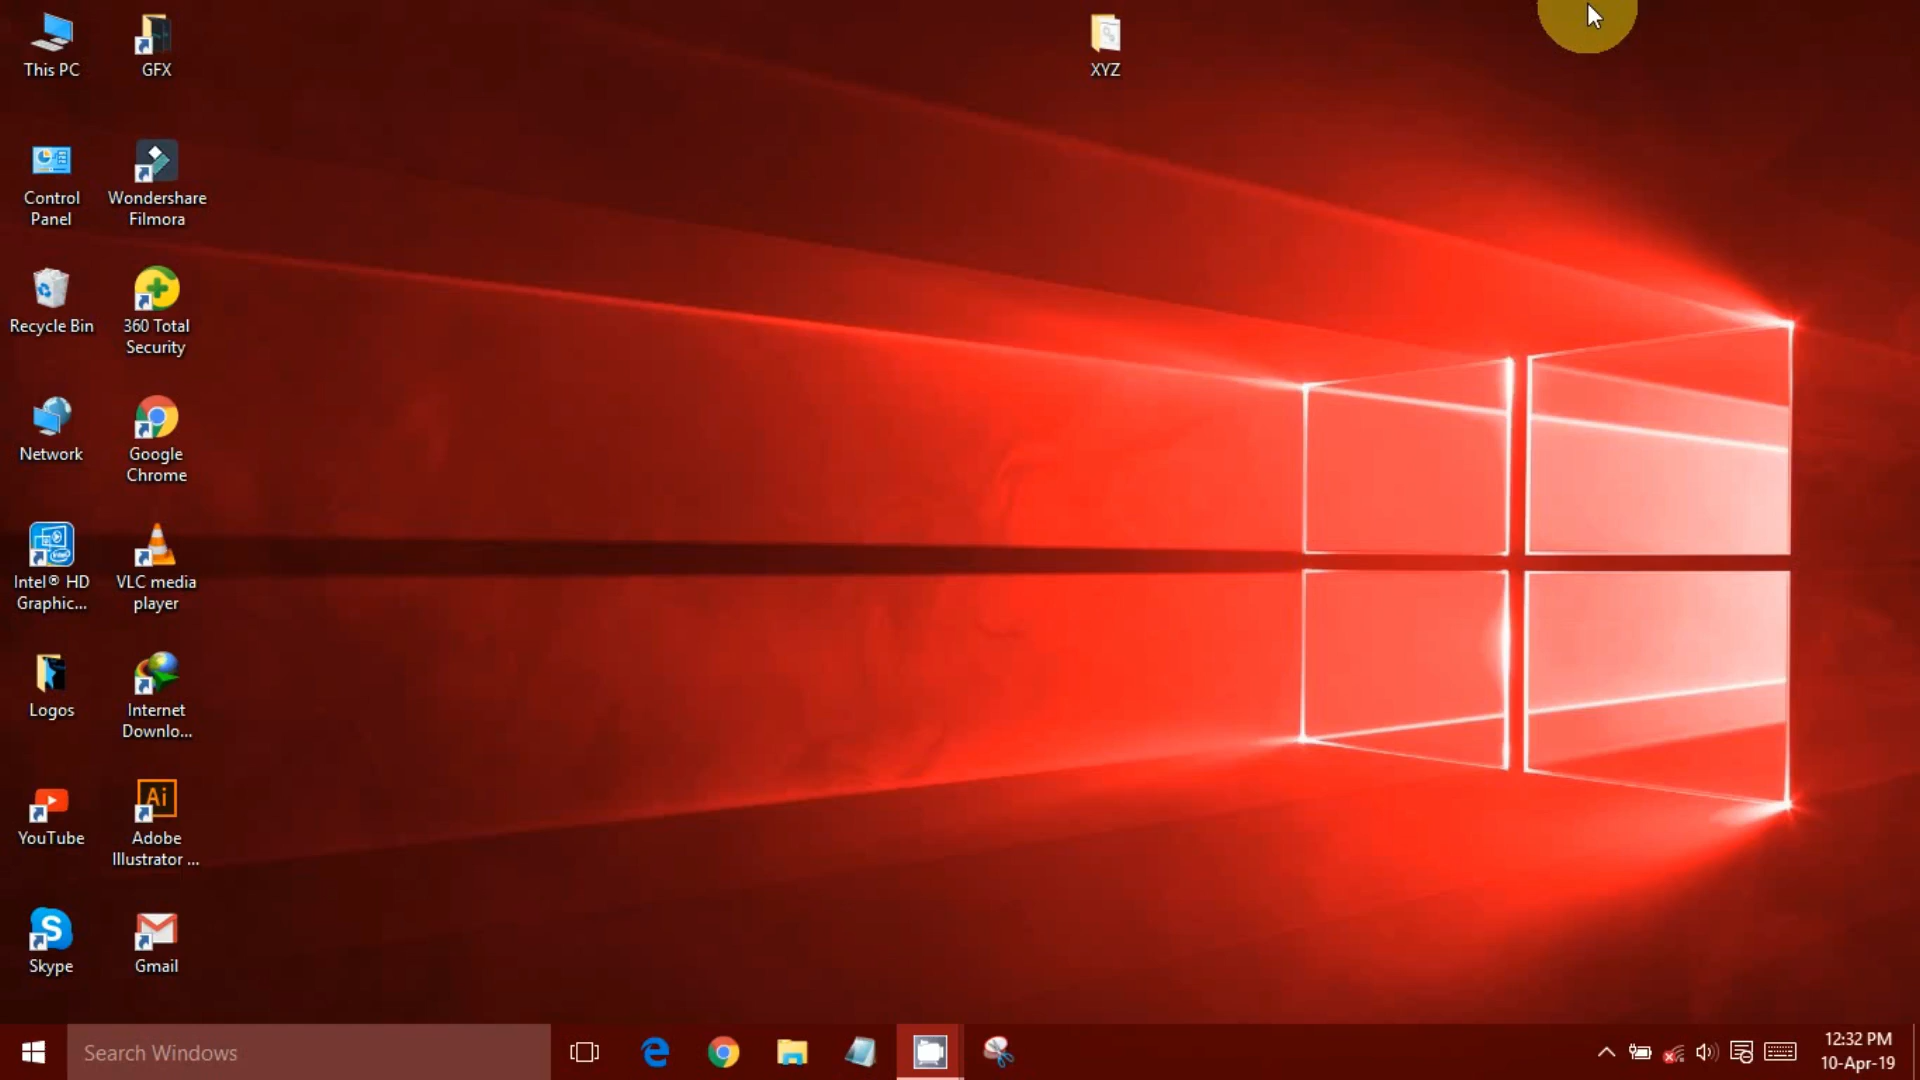 This PC
GFX
XYZ
Control
Panel
Wondershare
Filmora
Recycle Bin
360 Total
Security
Network
Google
Chrome
Intel® HD
Graphic...
VLC media
player
Logos
Internet
Downlo...
YouTube
Ai
Adobe
Illustrator ...
S
Skype
Gmail
Search Windows
12:32 PM
10-Apr-19